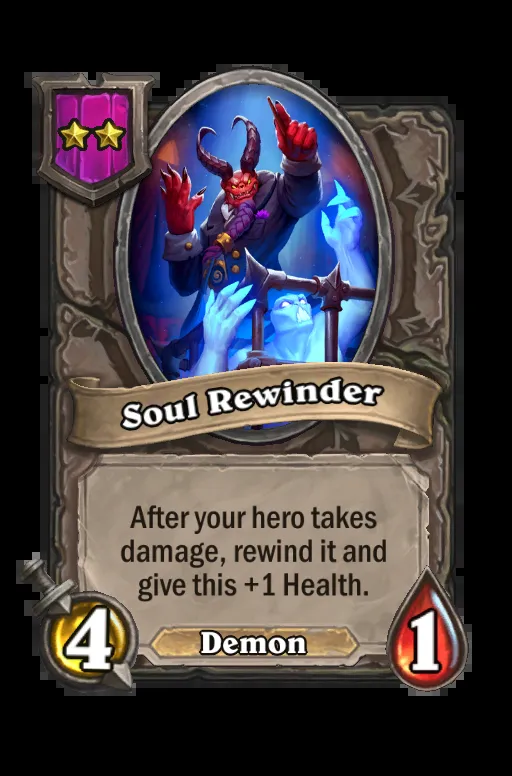 Soul Rewinder
After your hero takes
damage, rewind it and
give this +1 Health.
4
Demon
1